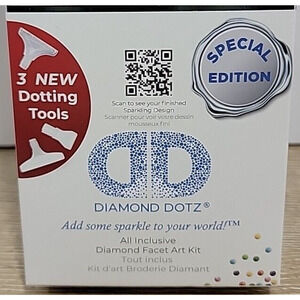 3 NEW
Dotting
Tools
SPECIAL
EDITION
Scan to see your finished
Sparkling Design
Scanner pour voir votre dessin
mousseux fini
DIAMOND DOTZ®
Add some sparkle to your world!™
All Inclusive
Diamond Facet Art Kit
Tout inclus
Kit d'art Broderie Diamant